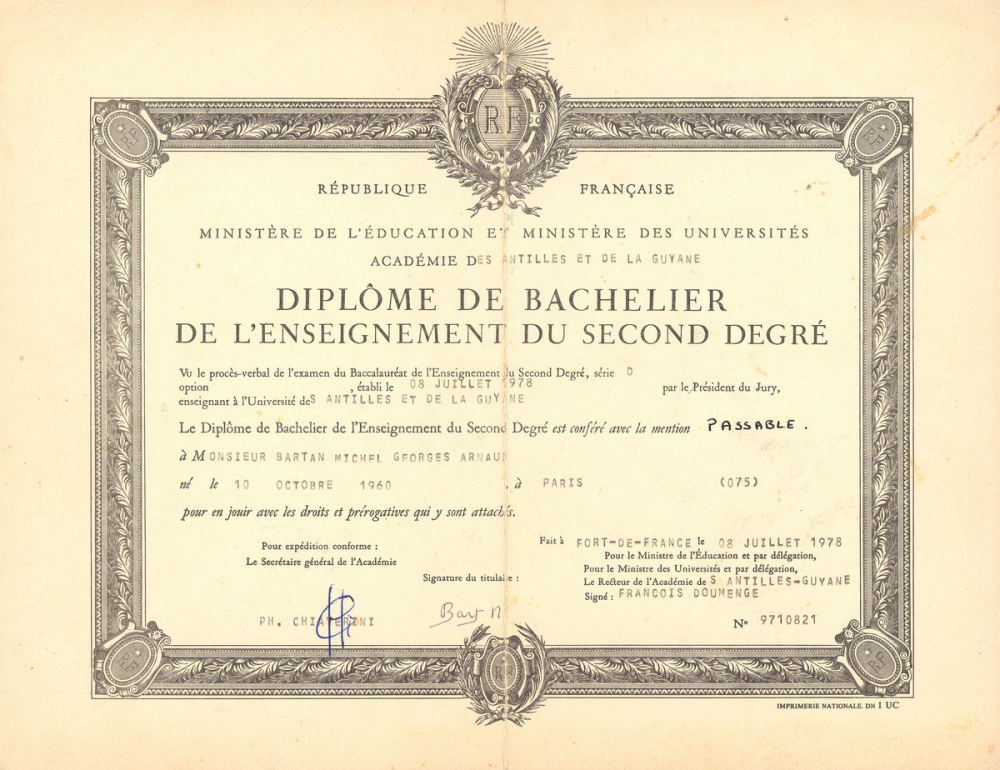 RF
RÉPUBLIQUE FRANÇAISE
MINISTÈRE DE L'ÉDUCATION ET MINISTÈRE DES UNIVERSITÉS
ACADÉMIE DES ANTILLES ET DE LA GUYANE
DIPLÔME DE BACHELIER
DE L'ENSEIGNEMENT DU SECOND DEGRÉ
Vu le procès-verbal de l'examen du Baccalauréat de l'Enseignement du Second Degré, série D
option , établi le 08 JUILLET 1978 par le Président du Jury,
enseignant à l'Université des ANTILLES ET DE LA GUYANE
Le Diplôme de Bachelier de l'Enseignement du Second Degré est conféré avec la mention PASSABLE.
à MONSIEUR BARTAN MICHEL GEORGES ARNAUD
né le 10 OCTOBRE 1960 , à PARIS (075)
pour en jouir avec les droits et prérogatives qui y sont attachés.
Fait à FORT-DE-FRANCE le 08 JUILLET 1978
Pour expédition conforme :
Le Secrétaire général de l'Académie
Pour le Ministre de l'Éducation et par délégation,
Pour le Ministre des Universités et par délégation,
Le Recteur de l'Académie des ANTILLES-GUYANE
Signé : FRANCOIS DOUMENGE
Signature du titulaire :
PH.
N° 9710821
RF
IMPRIMERIE NATIONALE. DN 1 UC